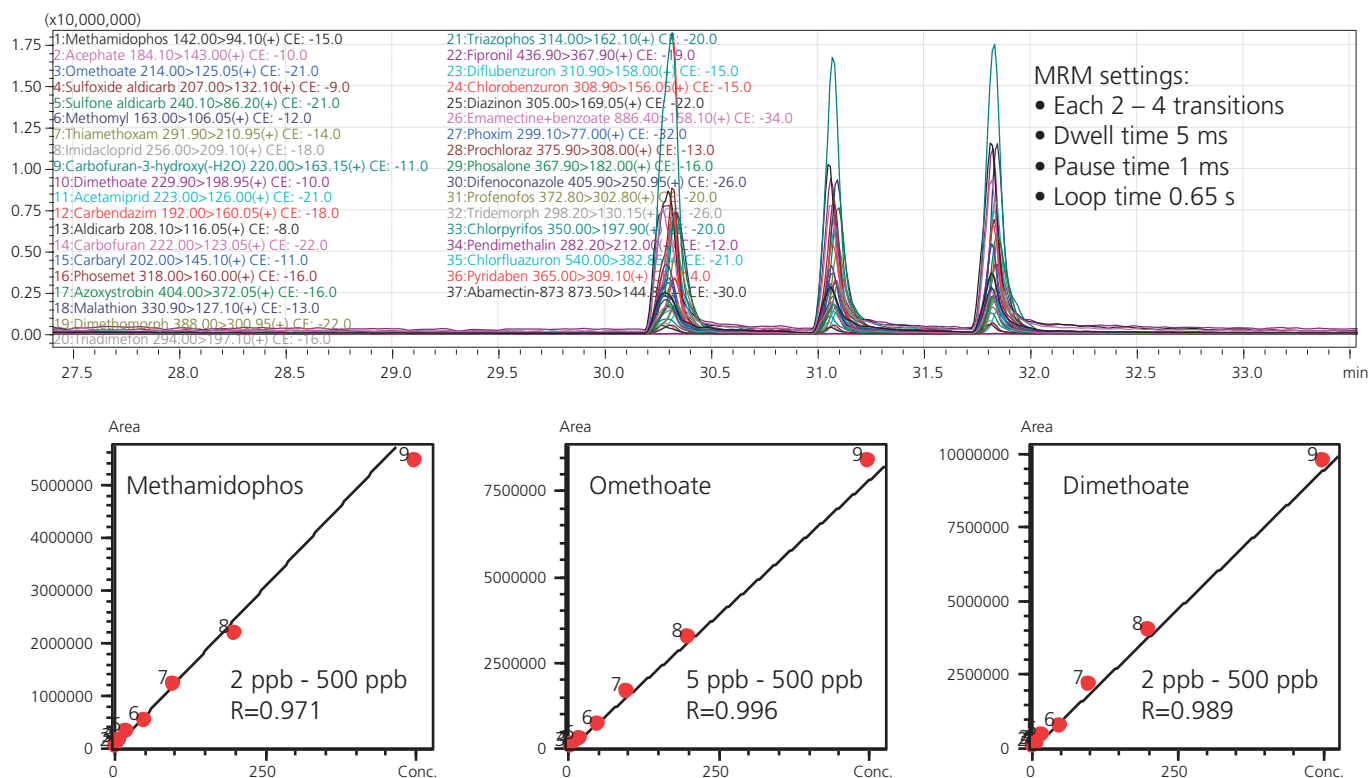 (x10,000,000)
1.75
1.50
1.25
1.00
0.75
0.50
0.25
0.00
1:Methamidophos 142.00>94.10(+) CE: -15.0
2:Acephate 184.10>143.00(+) CE: -10.0
3:Omethoate 214.00>125.05(+) CE: -21.0
4:Sulfoxide aldicarb 207.00>132.10(+) CE: -9.0
5:Sulfone aldicarb 240.10>86.20(+) CE: -21.0
6:Methomyl 163.00>106.05(+) CE: -12.0
7:Thiamethoxam 291.90>210.95(+) CE: -14.0
8:Imidacloprid 256.00>209.10(+) CE: -18.0
9:Carbofuran-3-hydroxy(-H2O) 220.00>163.15(+) CE: -11.0
10:Dimethoate 229.90>198.95(+) CE: -10.0
11:Acetamiprid 223.00>126.00(+) CE: -21.0
12:Carbendazim 192.00>160.05(+) CE: -18.0
13:Aldicarb 208.10>116.05(+) CE: -8.0
14:Carbofuran 222.00>123.05(+) CE: -22.0
15:Carbaryl 202.00>145.10(+) CE: -11.0
16:Phosemet 318.00>160.00(+) CE: -16.0
17:Azoxystrobin 404.00>372.05(+) CE: -16.0
18:Malathion 330.90>127.10(+) CE: -13.0
19:Dimethomorph 388.00>300.95(+) CE: -22.0
20:Triadimefon 294.00>197.10(+) CE: -16.0
21:Triazophos 314.00>162.10(+) CE: -20.0
22:Fipronil 436.90>367.90(+) CE: -19.0
23:Diflubenzuron 310.90>158.00(+) CE: -15.0
24:Chlorobenzuron 308.90>156.05(+) CE: -15.0
25:Diazinon 305.00>169.05(+) CE: -22.0
26:Emamectine+benzoate 886.40>158.10(+) CE: -34.0
27:Phoxim 299.10>77.00(+) CE: -32.0
28:Prochloraz 375.90>308.00(+) CE: -13.0
29:Phosalone 367.90>182.00(+) CE: -16.0
30:Difenoconazole 405.90>250.95(+) CE: -26.0
31:Profenofos 372.80>302.80(+) CE: -20.0
32:Tridemorph 298.20>130.15(+) CE: -26.0
33:Chlorpyrifos 350.00>197.90(+) CE: -20.0
34:Pendimethalin 282.20>212.00(+) CE: -12.0
35:Chlorfluazuron 540.00>382.8 CE: -21.0
36:Pyridaben 365.00>309.10(+)
37:Abamectin-873 873.50>144. CE: -30.0
MRM settings:
• Each 2 – 4 transitions
• Dwell time 5 ms
• Pause time 1 ms
• Loop time 0.65 s
27.5 28.0 28.5 29.0 29.5 30.0 30.5 31.0 31.5 32.0 32.5 33.0 min
Area
Methamidophos
5000000
4000000
3000000
2000000
1000000
0
9
8
7
6
5
2 ppb - 500 ppb
R=0.971
0 250 Conc.
Area
Omethoate
7500000
5000000
2500000
0
9
8
7
6
5 ppb - 500 ppb
R=0.996
0 250 Conc.
Area
Dimethoate
10000000
7500000
5000000
2500000
0
9
8
7
6
5
2 ppb - 500 ppb
R=0.989
0 250 Conc.